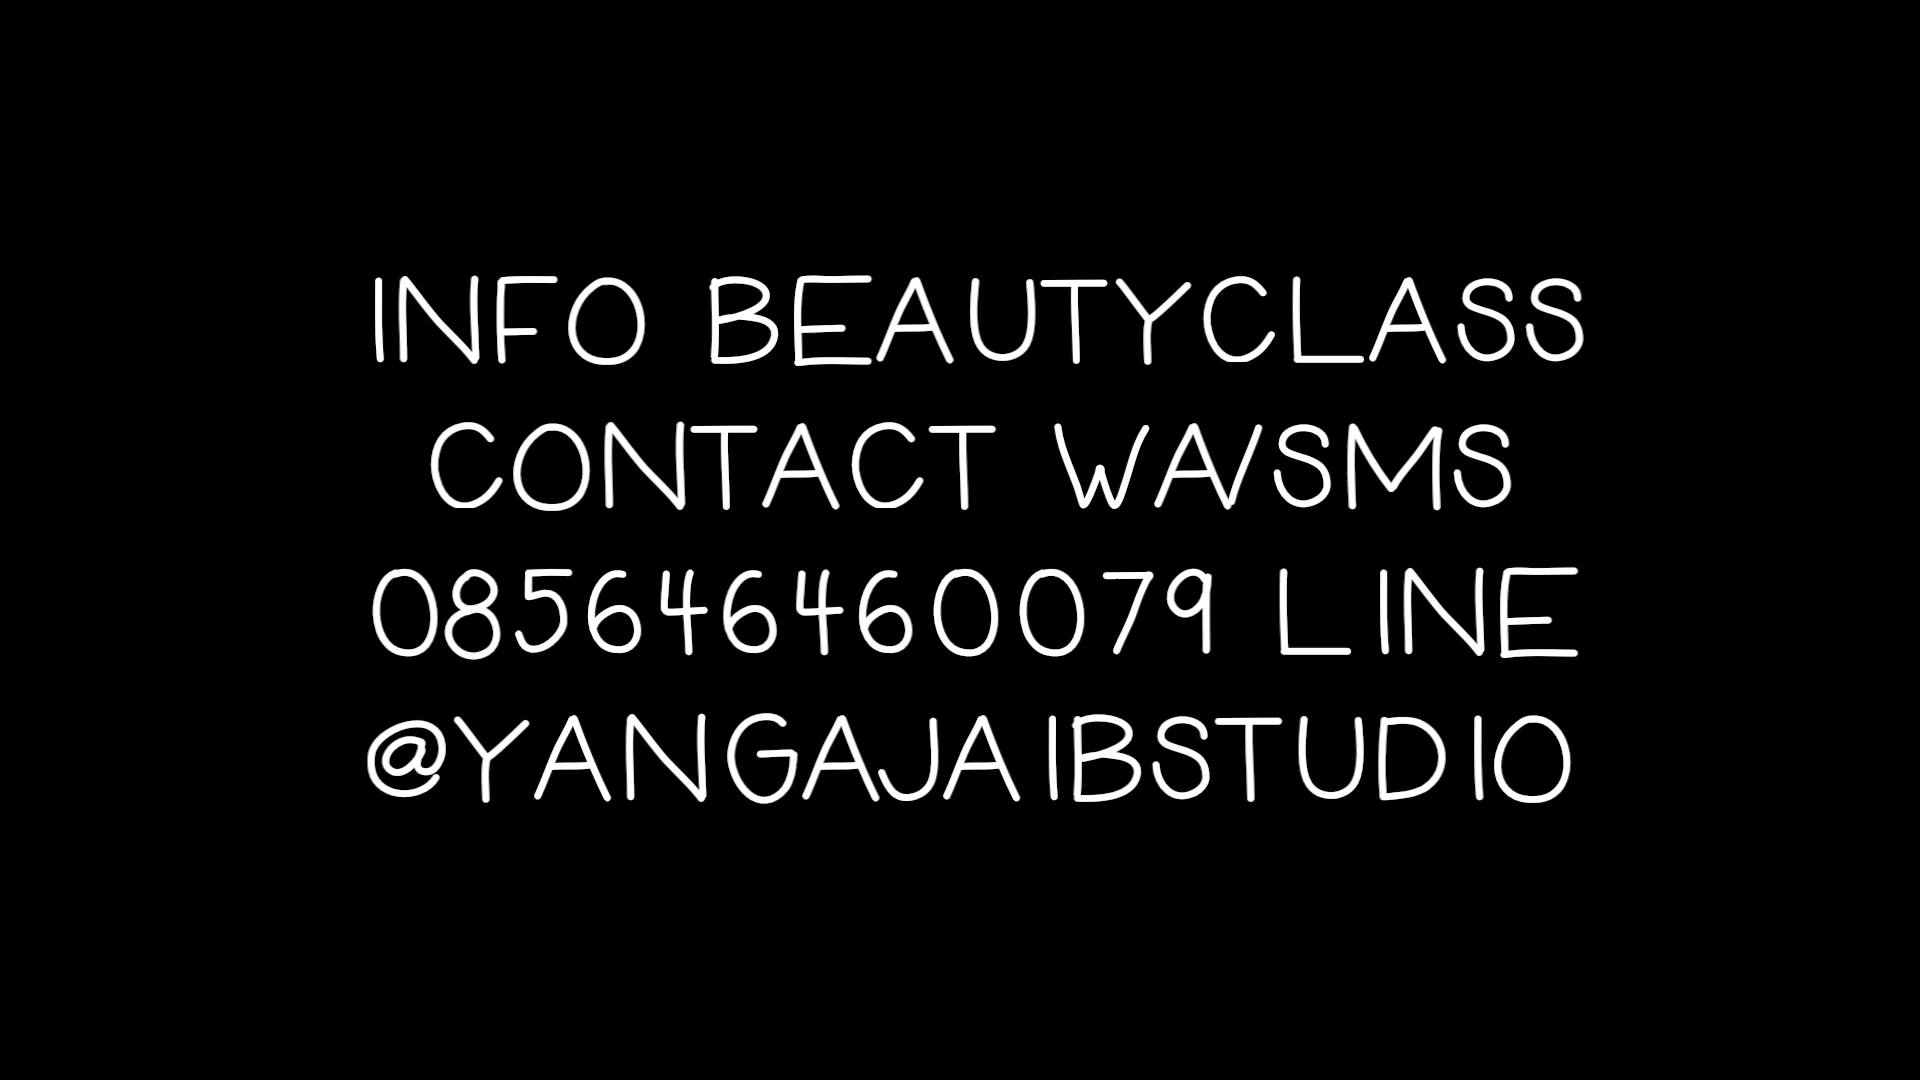 INFO BEAUTYCLASS
CONTACT WA/SMS
085646460079 LINE
@YANGAJAIBSTUDIO